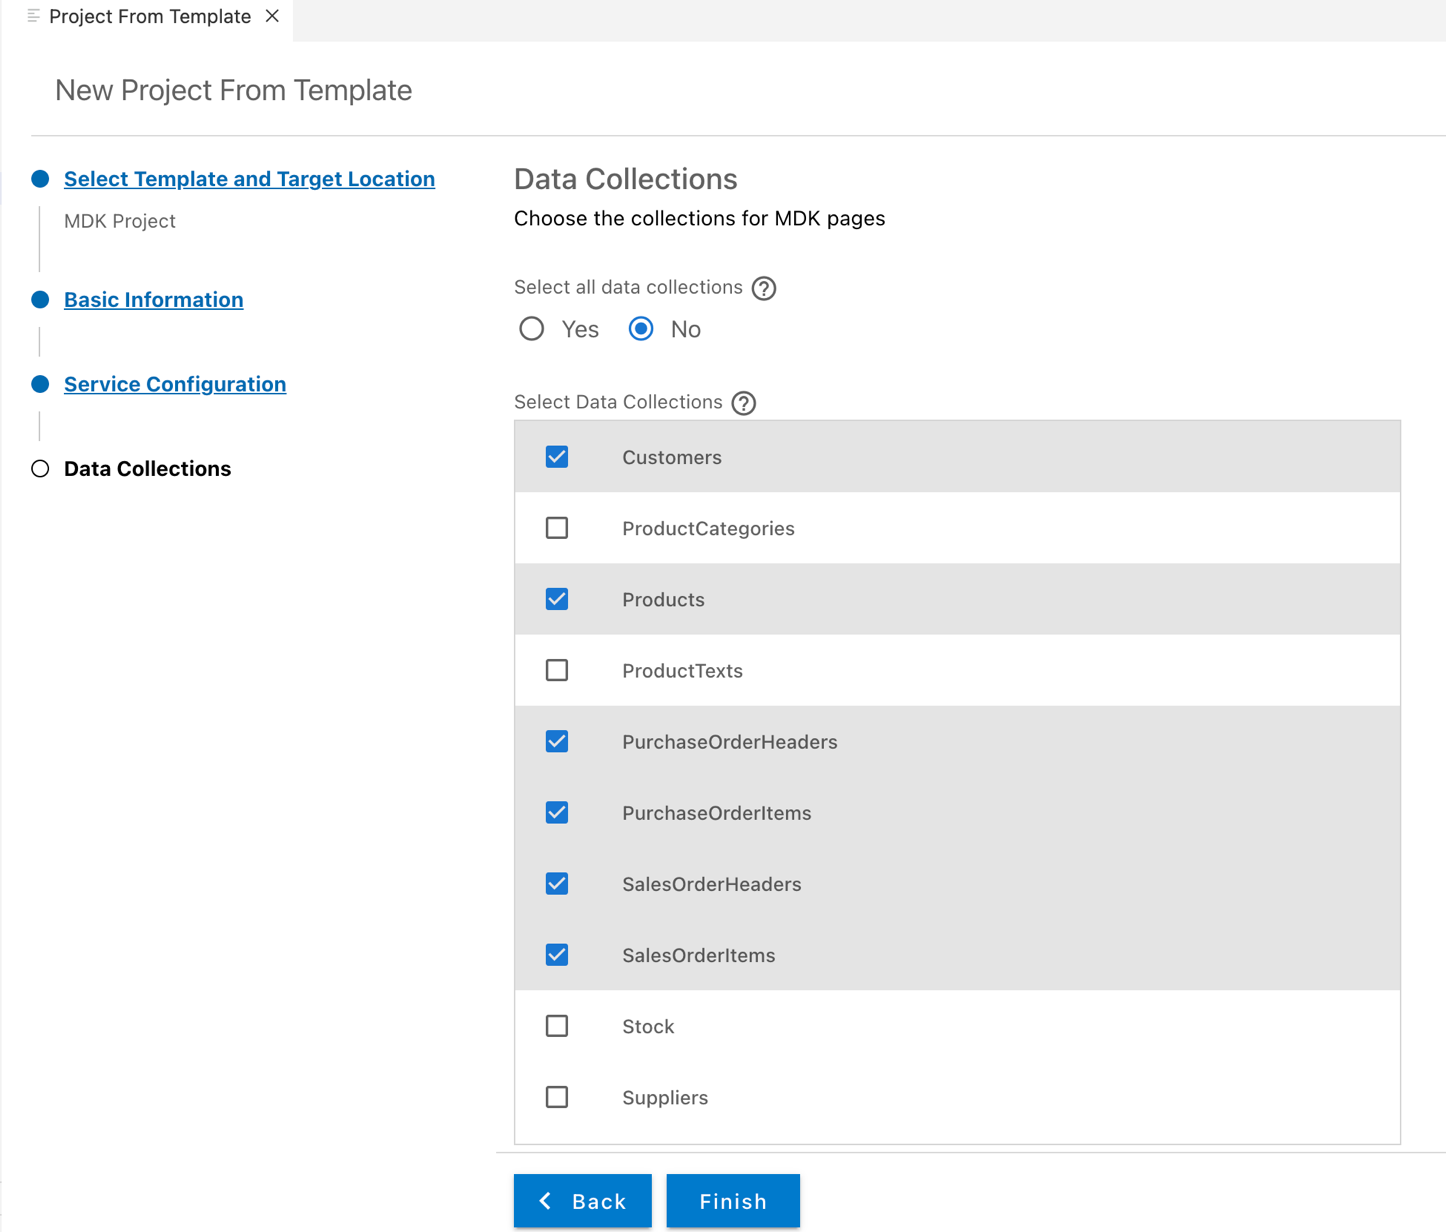 Project From Template
New Project From Template
Select Template and Target Location
MDK Project
Basic Information
Service Configuration
Data Collections
Data Collections
Choose the collections for MDK pages
Select all data collections
Yes No
Select Data Collections
Customers
ProductCategories
Products
ProductTexts
PurchaseOrderHeaders
PurchaseOrderItems
SalesOrderHeaders
SalesOrderItems
Stock
Suppliers
Back
Finish